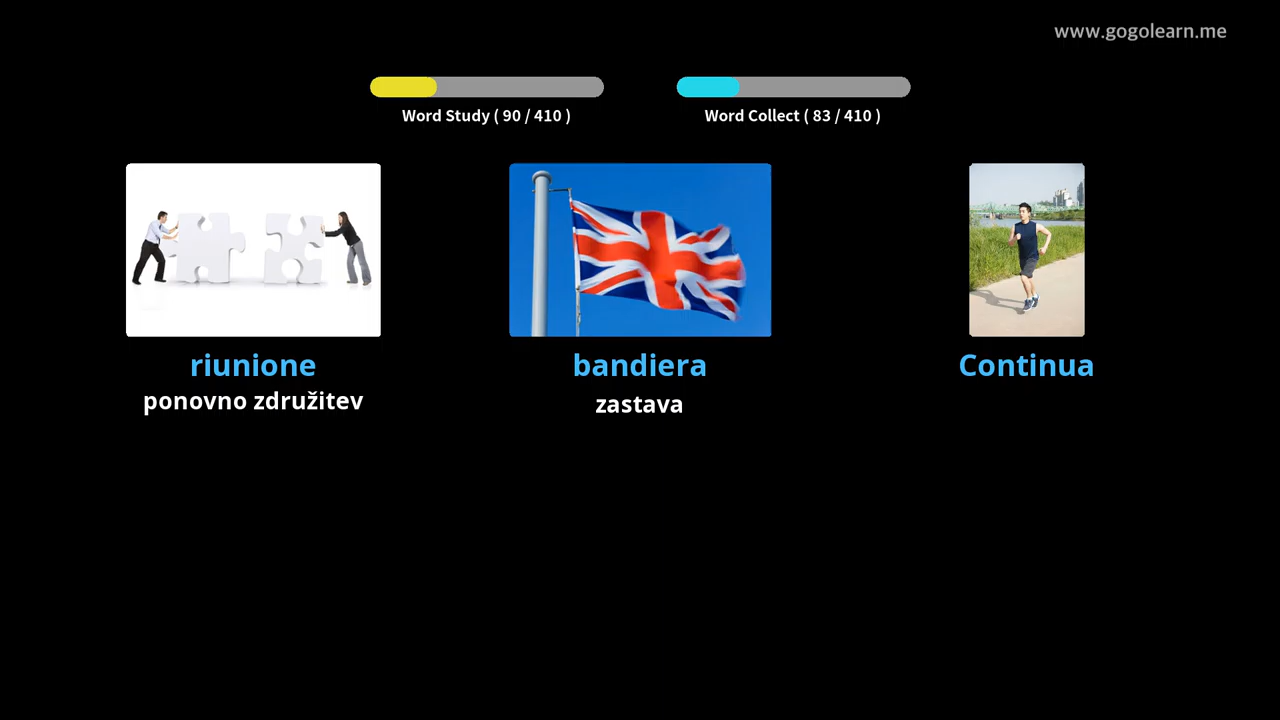 www.gogolearn.me
Word Study ( 90 / 410 )
Word Collect ( 83 / 410 )
riunione
bandiera
Continua
ponovno združitev
zastava